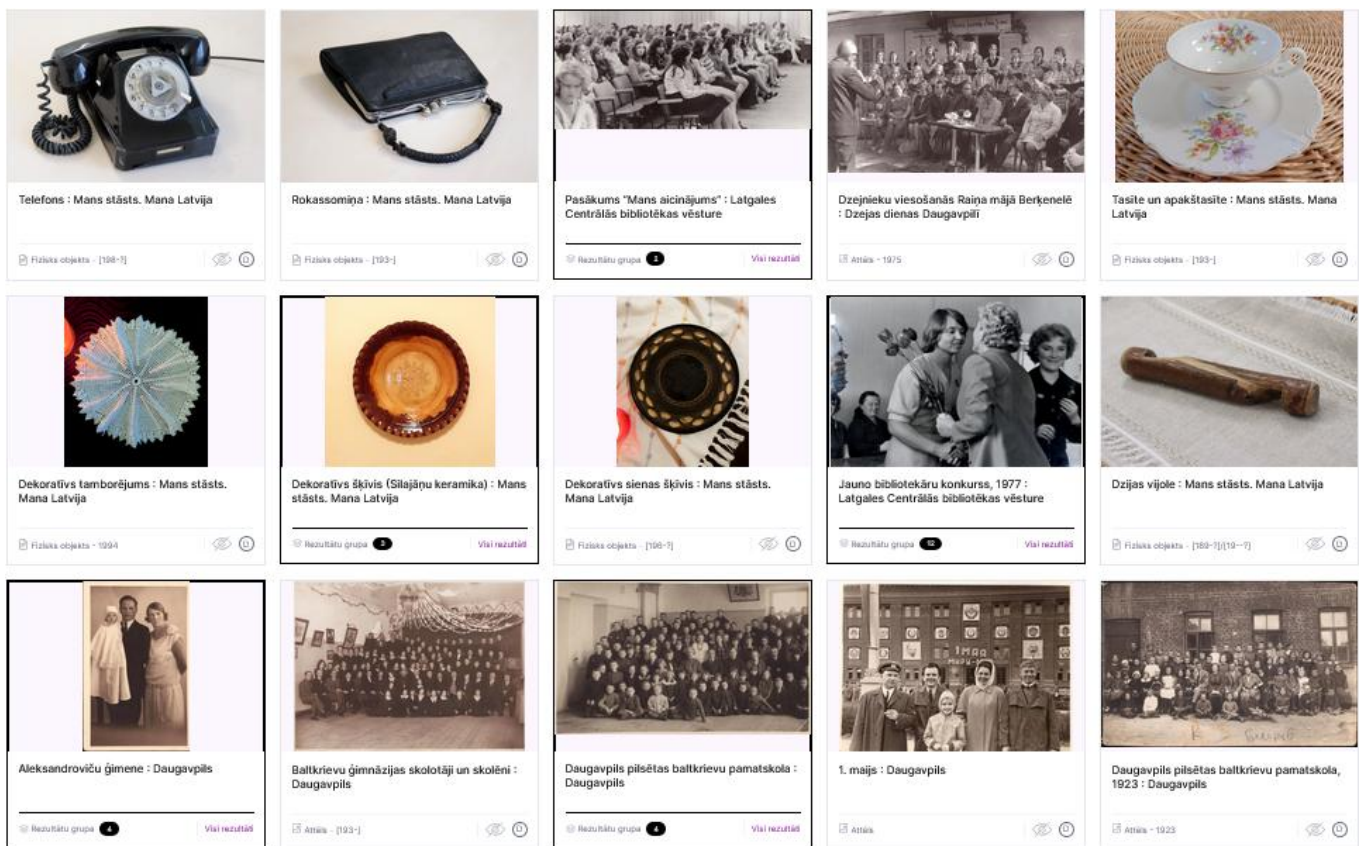 Telefons : Mans stāsts. Mana Latvija
Fizisks objekts - [198-?]
Rokassomiņa : Mans stāsts. Mana Latvija
Fizisks objekts - [193-]
Pasākums "Mans aicinājums" : Latgales
Centrālās bibliotēkas vēsture
Rezultātu grupa
Visi rezultāti
Dzejnieku viesošanās Raiņa mājā Berķenelē
: Dzejas dienas Daugavpilī
Attēls - 1975
Tasīte un apakštasīte : Mans stāsts. Mana
Latvija
Fizisks objekts - [193-]
Dekoratīvs tamborējums : Mans stāsts.
Mana Latvija
Fizisks objekts - 1994
Dekoratīvs šķīvis (Silajāņu keramika) : Mans
stāsts. Mana Latvija
Rezultātu grupa 3
Visi rezultāti
Dekoratīvs sienas šķīvis : Mans stāsts.
Mana Latvija
Fizisks objekts - [196-?]
Jauno bibliotekāru konkurss, 1977 :
Latgales Centrālās bibliotēkas vēsture
Rezultātu grupa 12
Visi rezultāti
Dzijas vijole : Mans stāsts. Mana Latvija
Fizisks objekts - [189-?]/[19--?]
Aleksandroviču ģimene : Daugavpils
Rezultātu grupa 4
Visi rezultāti
Baltkrievu ģimnāzijas skolotāji un skolēni :
Daugavpils
Attēls - [193-]
Daugavpils pilsētas baltkrievu pamatskola :
Daugavpils
Rezultātu grupa 4
Visi rezultāti
1 МАЯ
1. maijs : Daugavpils
Attēls
Daugavpils pilsētas baltkrievu pamatskola,
1923 : Daugavpils
Attēls - 1923